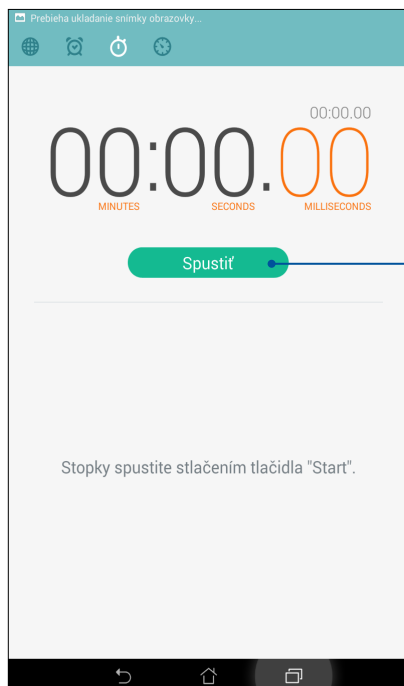 Prebieha ukladanie snímky obrazovky...
00:00.00
00:00.00
MINUTES SECONDS MILLISECONDS
Spustiť
Stopky spustite stlačením tlačidla "Start".